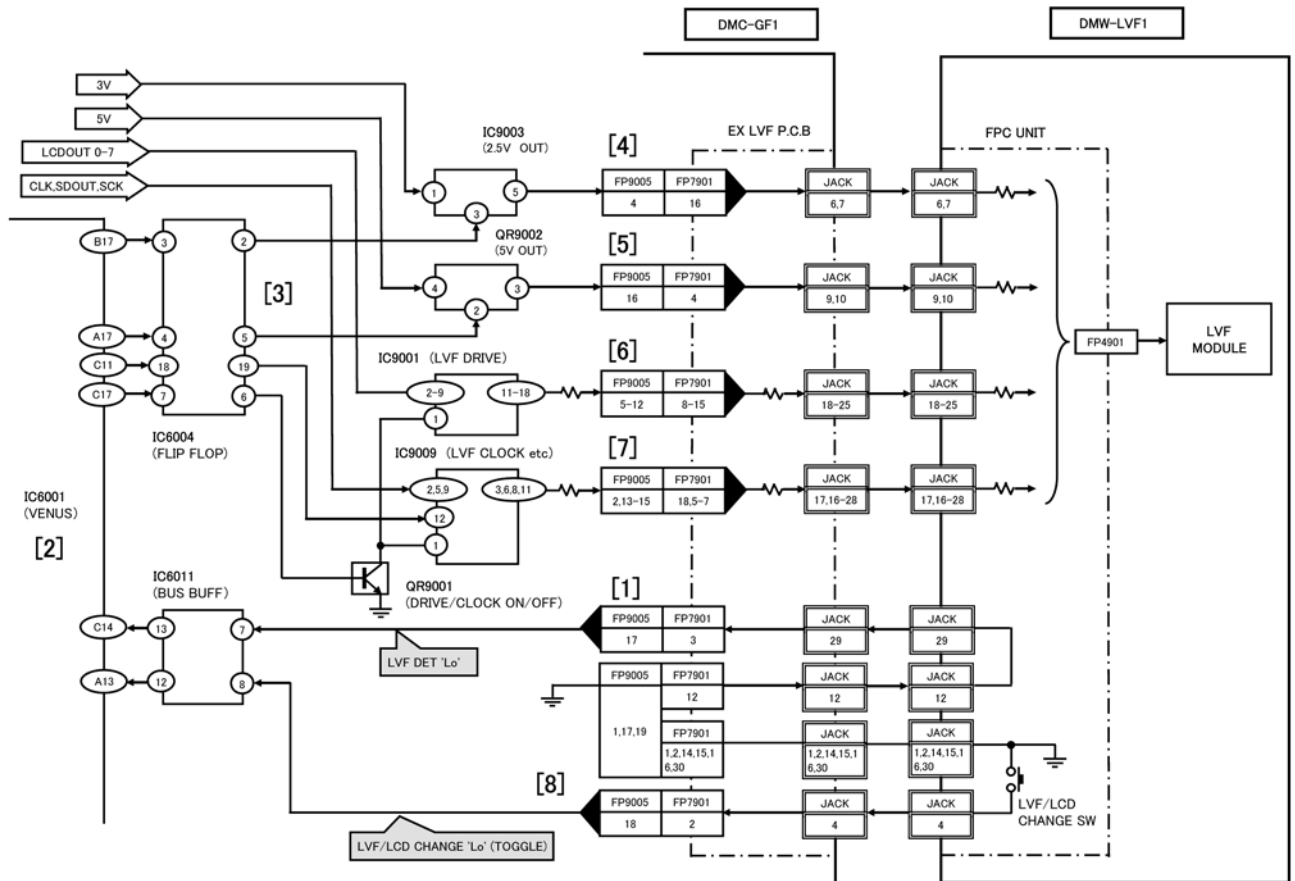 DMC-GF1
DMW-LVF1
3V
5V
LCDOUT 0-7
CLK,SDOUT,SCK
IC9003
(2.5V OUT)
[4]
EX LVF P.C.B
FPC UNIT
1
5
3
FP9005
FP7901
4
16
JACK
6,7
JACK
6,7
B17
3
2
QR9002
(5V OUT)
[5]
[3]
4
3
2
FP9005
FP7901
16
4
JACK
9,10
JACK
9,10
A17
4
5
C11
18
19
C17
7
6
IC9001 (LVF DRIVE)
[6]
2-9
11-18
1
FP9005
FP7901
5-12
8-15
JACK
18-25
JACK
18-25
FP4901
LVF
MODULE
IC6004
(FLIP FLOP)
IC9009 (LVF CLOCK etc)
[7]
2,5,9
3,6,8,11
12
1
FP9005
FP7901
2,13-15
18,5-7
JACK
17,16-28
JACK
17,16-28
IC6001
(VENUS)
[2]
IC6011
(BUS BUFF)
QR9001
(DRIVE/CLOCK ON/OFF)
[1]
C14
13
7
A13
12
8
FP9005
FP7901
17
3
JACK
29
JACK
29
LVF DET 'Lo'
FP9005
FP7901
12
JACK
12
JACK
12
1,17,19
FP7901
1,2,14,15,1
6,30
JACK
1,2,14,15,1
6,30
JACK
1,2,14,15,1
6,30
[8]
FP9005
FP7901
18
2
JACK
4
JACK
4
LVF/LCD
CHANGE SW
LVF/LCD CHANGE 'Lo' (TOGGLE)